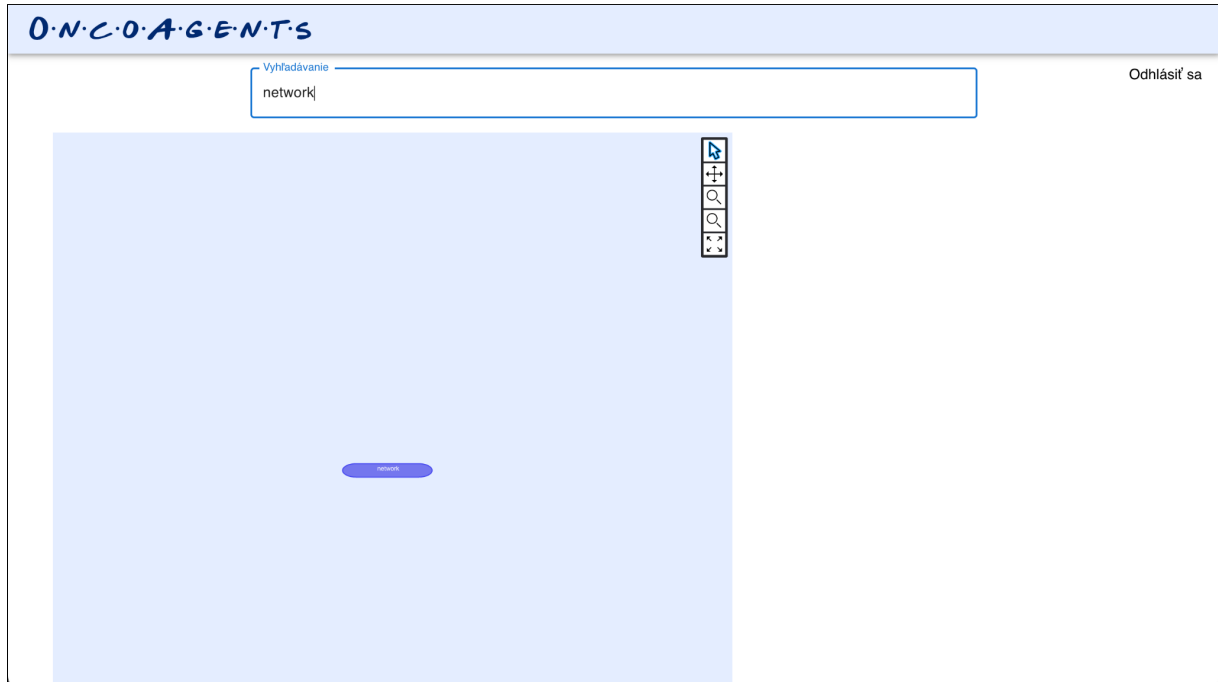 O·N·C·O·A·G·E·N·T·S
Vyhľadávanie
network
Odhlásiť sa
network